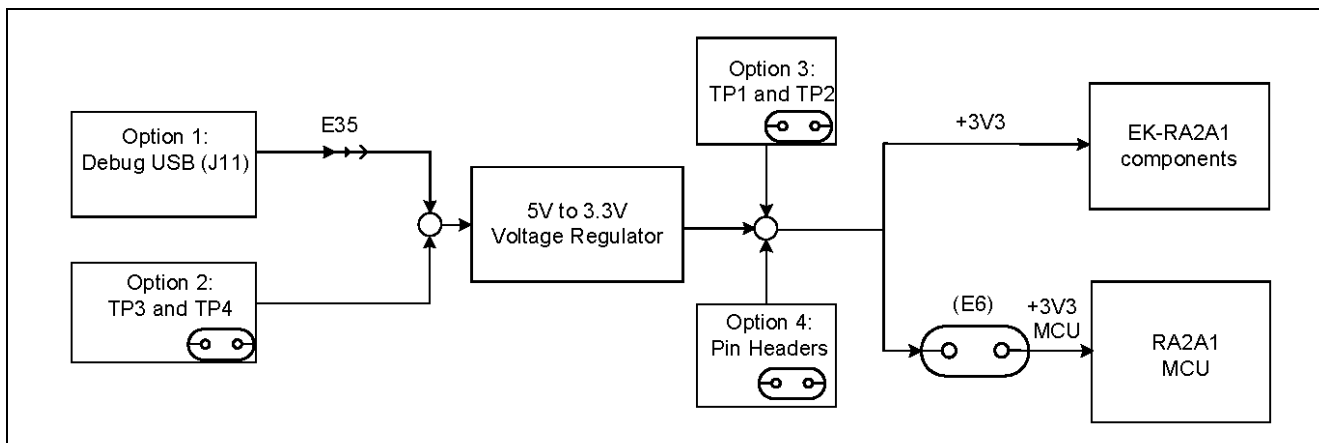 Option 1:
Debug USB (J11)
E35
Option 2:
TP3 and TP4
5V to 3.3V
Voltage Regulator
Option 3:
TP1 and TP2
Option 4:
Pin Headers
+3V3
EK-RA2A1
components
(E6)
+3V3
MCU
RA2A1
MCU